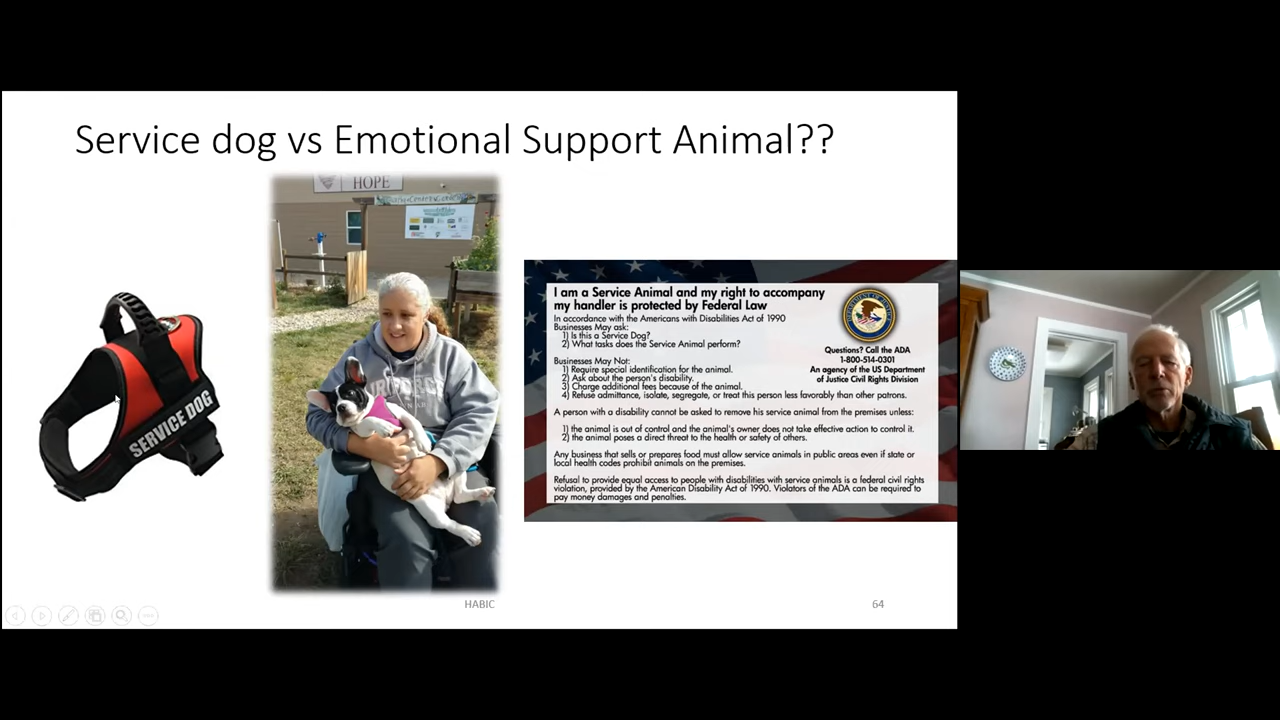 Service dog vs Emotional Support Animal??
HOPE
SERVICE DOG
I am a Service Animal and my right to accompany
my handler is protected by Federal Law
In accordance with the Americans with Disabilities Act of 1990
Businesses May ask:
1) Is this a Service Dog?
2) What tasks does the Service Animal perform?
Businesses May Not:
1) Require special identification for the animal.
2) Ask about the person's disability.
3) Charge additional fees because of the animal.
4) Refuse admittance, isolate, segregate, or treat this person less favorably than other patrons.
Questions? Call the ADA
1-800-514-0301
An agency of the US Department
of Justice Civil Rights Division
A person with a disability cannot be asked to remove his service animal from the premises unless:
1) the animal is out of control and the animal's owner does not take effective action to control it.
2) the animal poses a direct threat to the health or safety of others.
Any business that sells or prepares food must allow service animals in public areas even if state or
local health codes prohibit animals on the premises.
Refusal to provide equal access to people with disabilities with service animals is a federal civil rights
violation, provided by the American Disability Act of 1990. Violators of the ADA can be required to
pay money damages and penalties.
HABIC
64